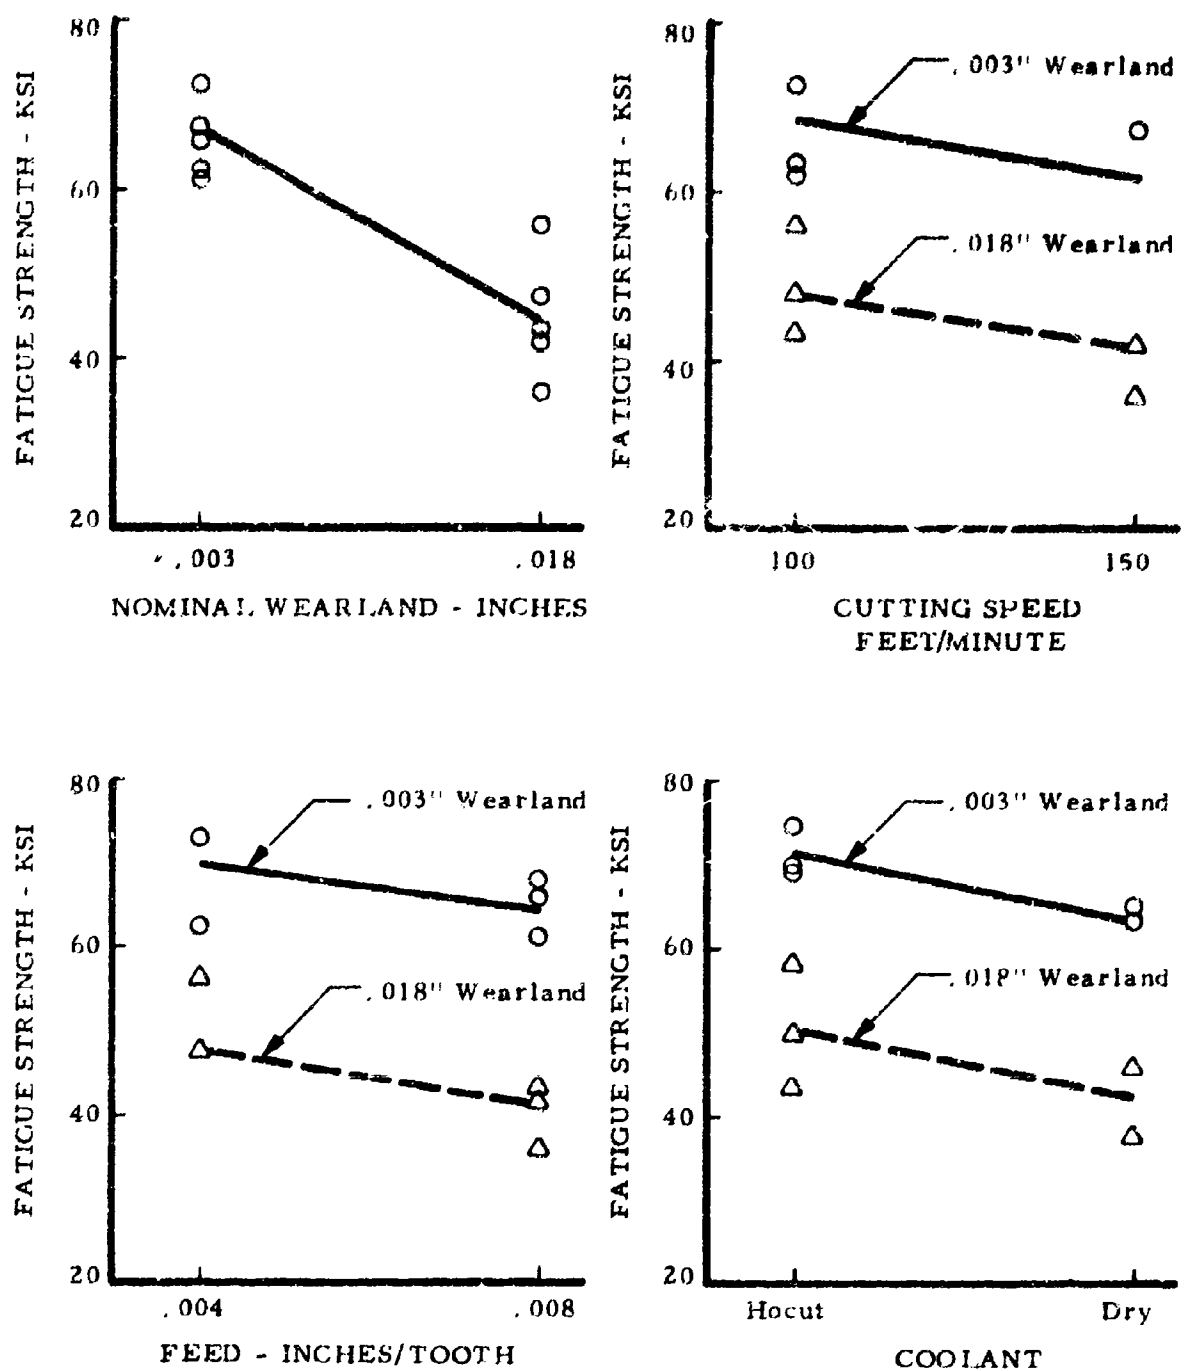 80
60
40
20
FATIGUE STRENGTH - KSI
.003
.018
NOMINAL WEARLAND - INCHES
80
60
40
20
FATIGUE STRENGTH - KSI
.003" Wearland
.018" Wearland
100
150
CUTTING SPEED
FEET/MINUTE
80
60
40
20
FATIGUE STRENGTH - KSI
.003" Wearland
.018" Wearland
.004
.008
FEED - INCHES/TOOTH
80
60
40
20
FATIGUE STRENGTH - KSI
.003" Wearland
.018" Wearland
Hocut
Dry
COOLANT